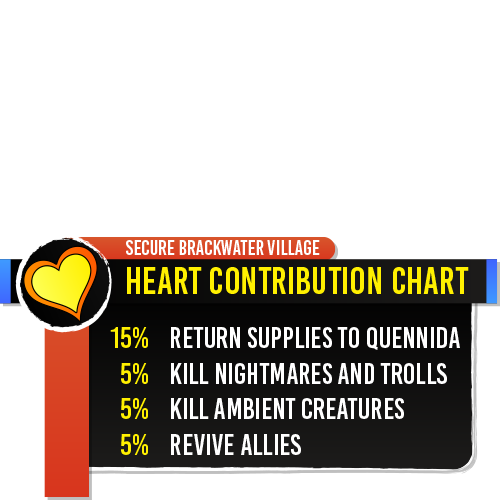 SECURE BRACKWATER VILLAGE
HEART CONTRIBUTION CHART
15% RETURN SUPPLIES TO QUENNIDA
5% KILL NIGHTMARES AND TROLLS
5% KILL AMBIENT CREATURES
5% REVIVE ALLIES